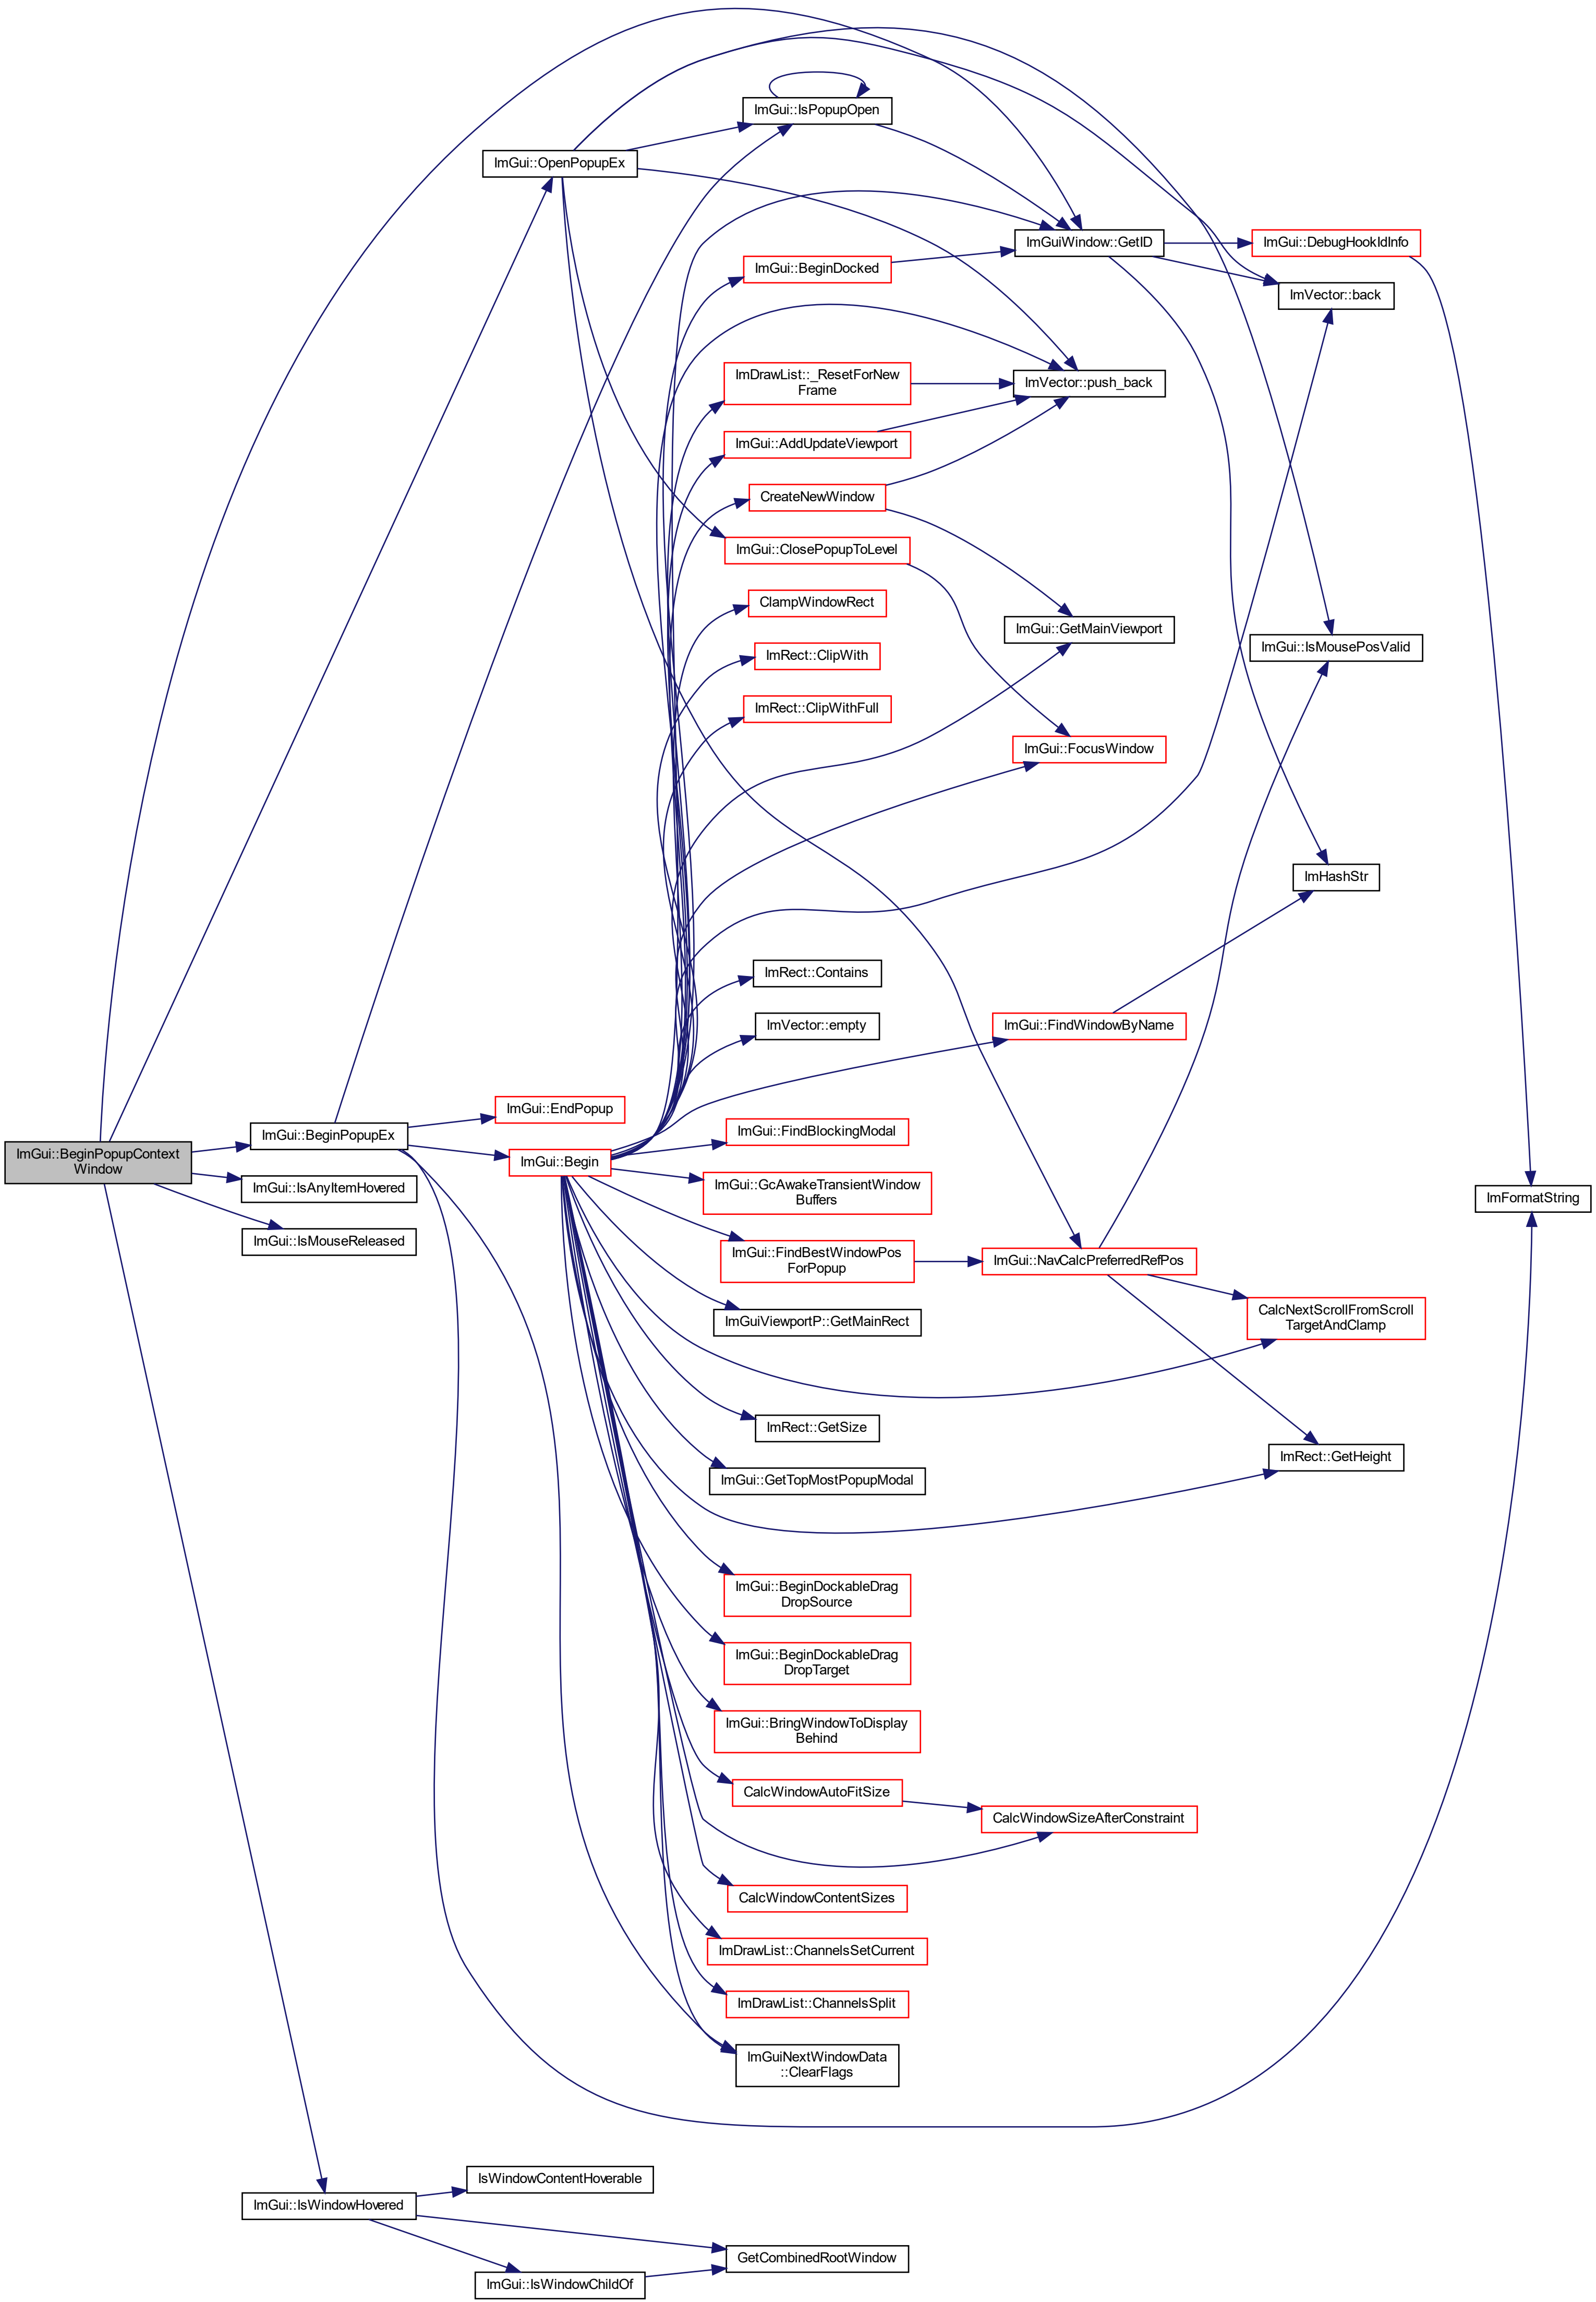 ImGui::IsPopupOpen
ImGui::OpenPopupEx
ImGuiWindow::GetID
ImGui::DebugHookIdInfo
ImGui::BeginDocked
ImVector::back
ImDrawList::_ResetForNew
Frame
ImVector::push_back
ImGui::AddUpdateViewport
CreateNewWindow
ImGui::ClosePopupToLevel
ClampWindowRect
ImGui::GetMainViewport
ImGui::IsMousePosValid
ImRect::ClipWith
ImRect::ClipWithFull
ImGui::FocusWindow
ImHashStr
ImRect::Contains
ImVector::empty
ImGui::FindWindowByName
ImGui::EndPopup
ImGui::BeginPopupEx
ImGui::FindBlockingModal
ImGui::BeginPopupContext
Window
ImGui::Begin
ImGui::IsAnyItemHovered
ImGui::GcAwakeTransientWindow
Buffers
ImFormatString
ImGui::IsMouseReleased
ImGui::FindBestWindowPos
ForPopup
ImGui::NavCalcPreferredRefPos
CalcNextScrollFromScroll
TargetAndClamp
ImGuiViewportP::GetMainRect
ImRect::GetSize
ImRect::GetHeight
ImGui::GetTopMostPopupModal
ImGui::BeginDockableDrag
DropSource
ImGui::BeginDockableDrag
DropTarget
ImGui::BringWindowToDisplay
Behind
CalcWindowAutoFitSize
CalcWindowSizeAfterConstraint
CalcWindowContentSizes
ImDrawList::ChannelsSetCurrent
ImDrawList::ChannelsSplit
ImGuiNextWindowData
::ClearFlags
IsWindowContentHoverable
ImGui::IsWindowHovered
GetCombinedRootWindow
ImGui::IsWindowChildOf